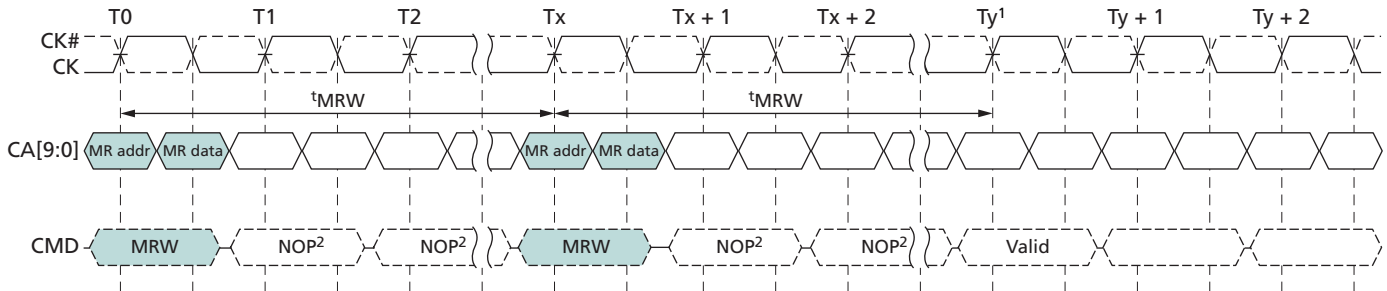 T0 T1 T2 Tx Tx + 1 Tx + 2 Ty¹ Ty + 1 Ty + 2
CK#
CK
ᵗMRW ᵗMRW
CA[9:0] MR addr MR data MR addr MR data
CMD MRW NOP² NOP² MRW NOP² NOP² Valid